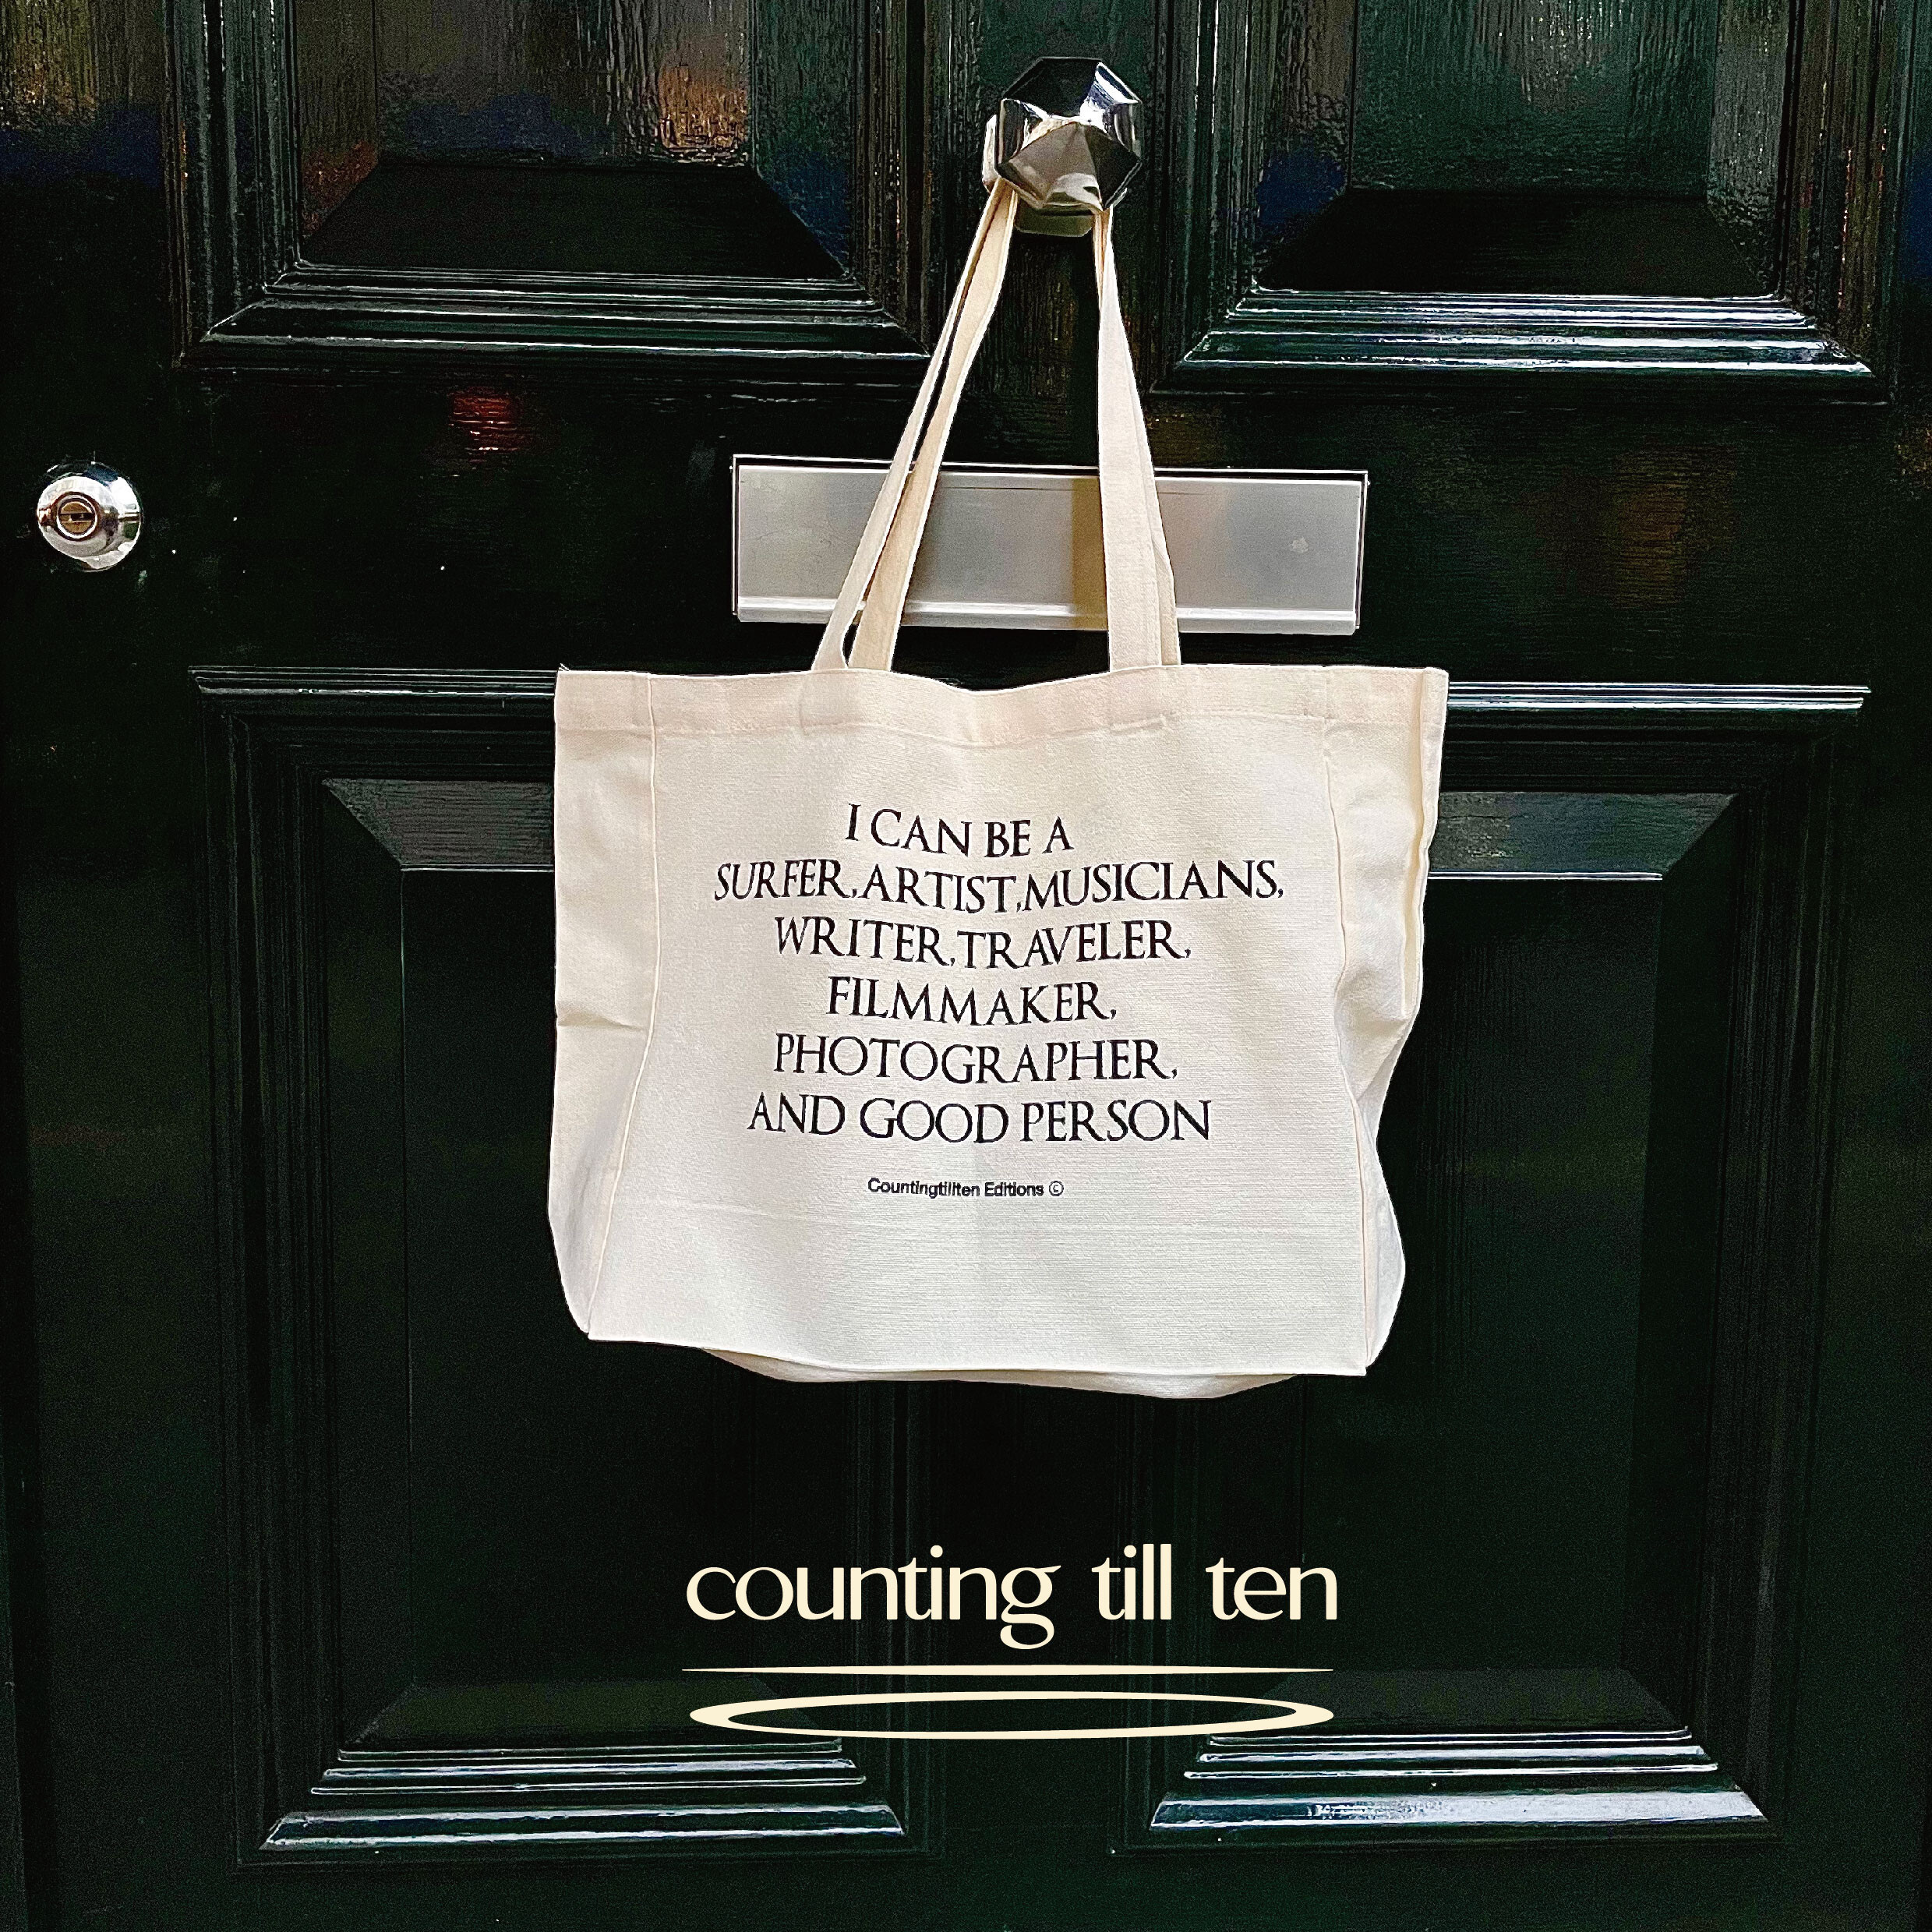 I CAN BE A
SURFER,ARTIST,MUSICIANS,
WRITER,TRAVELER,
FILMMAKER,
PHOTOGRAPHER,
AND GOOD PERSON
Countingtillten Editions ©
counting till ten